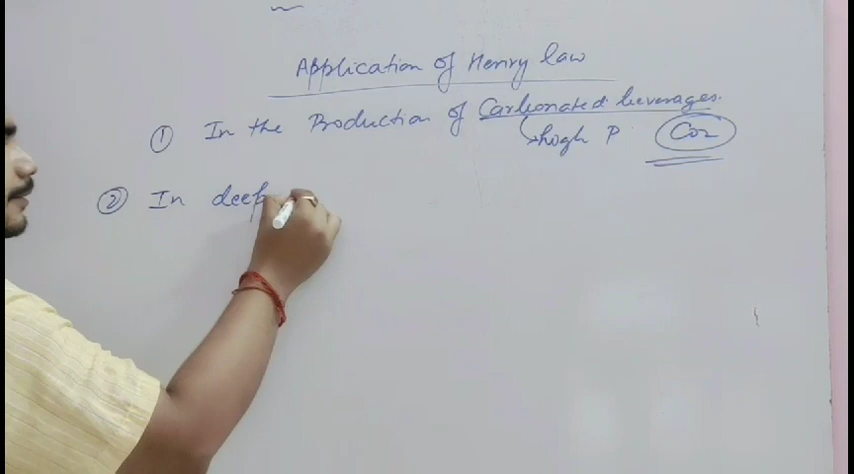 Application of Henry law
① In the Production of Carbonated beverages.
high P CO2
② In deep